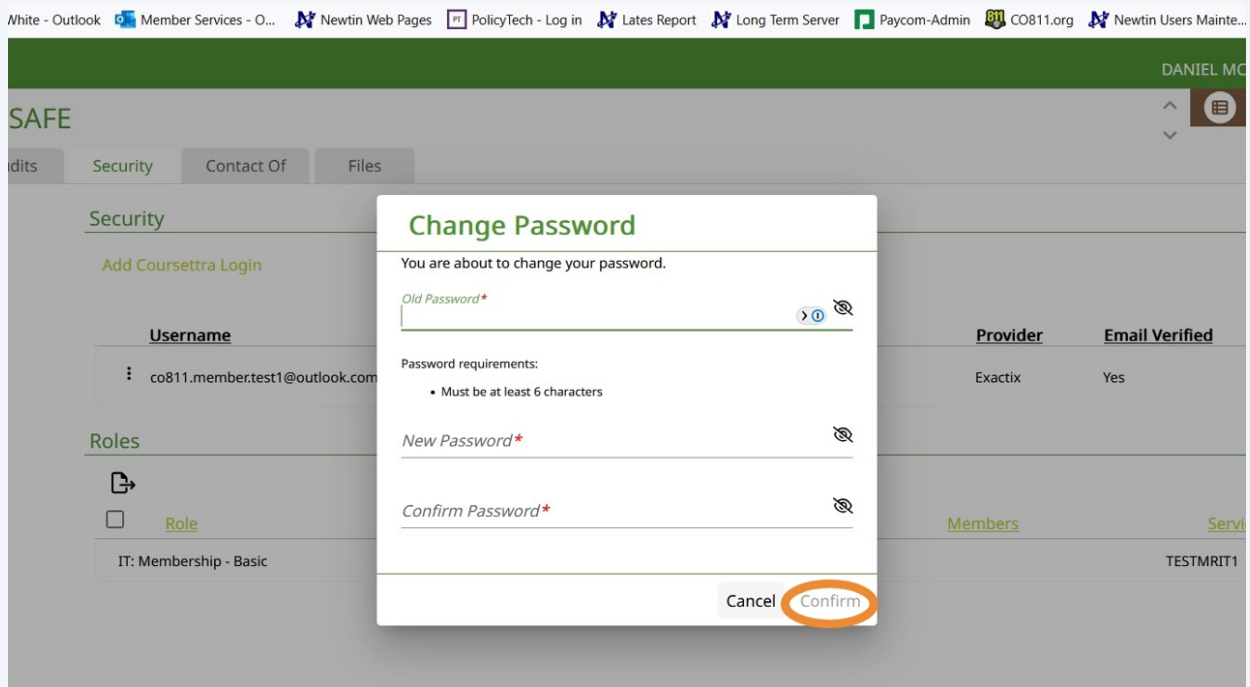 White - Outlook Member Services - O... Newtin Web Pages PolicyTech - Log in Lates Report Long Term Server Paycom-Admin CO811.org Newtin Users Mainte...
DANIEL MC
SAFE
dits Security Contact Of Files
Security
Change Password
Add Coursettra Login
You are about to change your password.
Old Password*
Username Provider Email Verified
Password requirements:
co811.member.test1@outlook.com Exactix Yes
• Must be at least 6 characters
Roles
New Password*
Confirm Password*
Role Members Servi
IT: Membership - Basic TESTMRIT1
Cancel Confirm